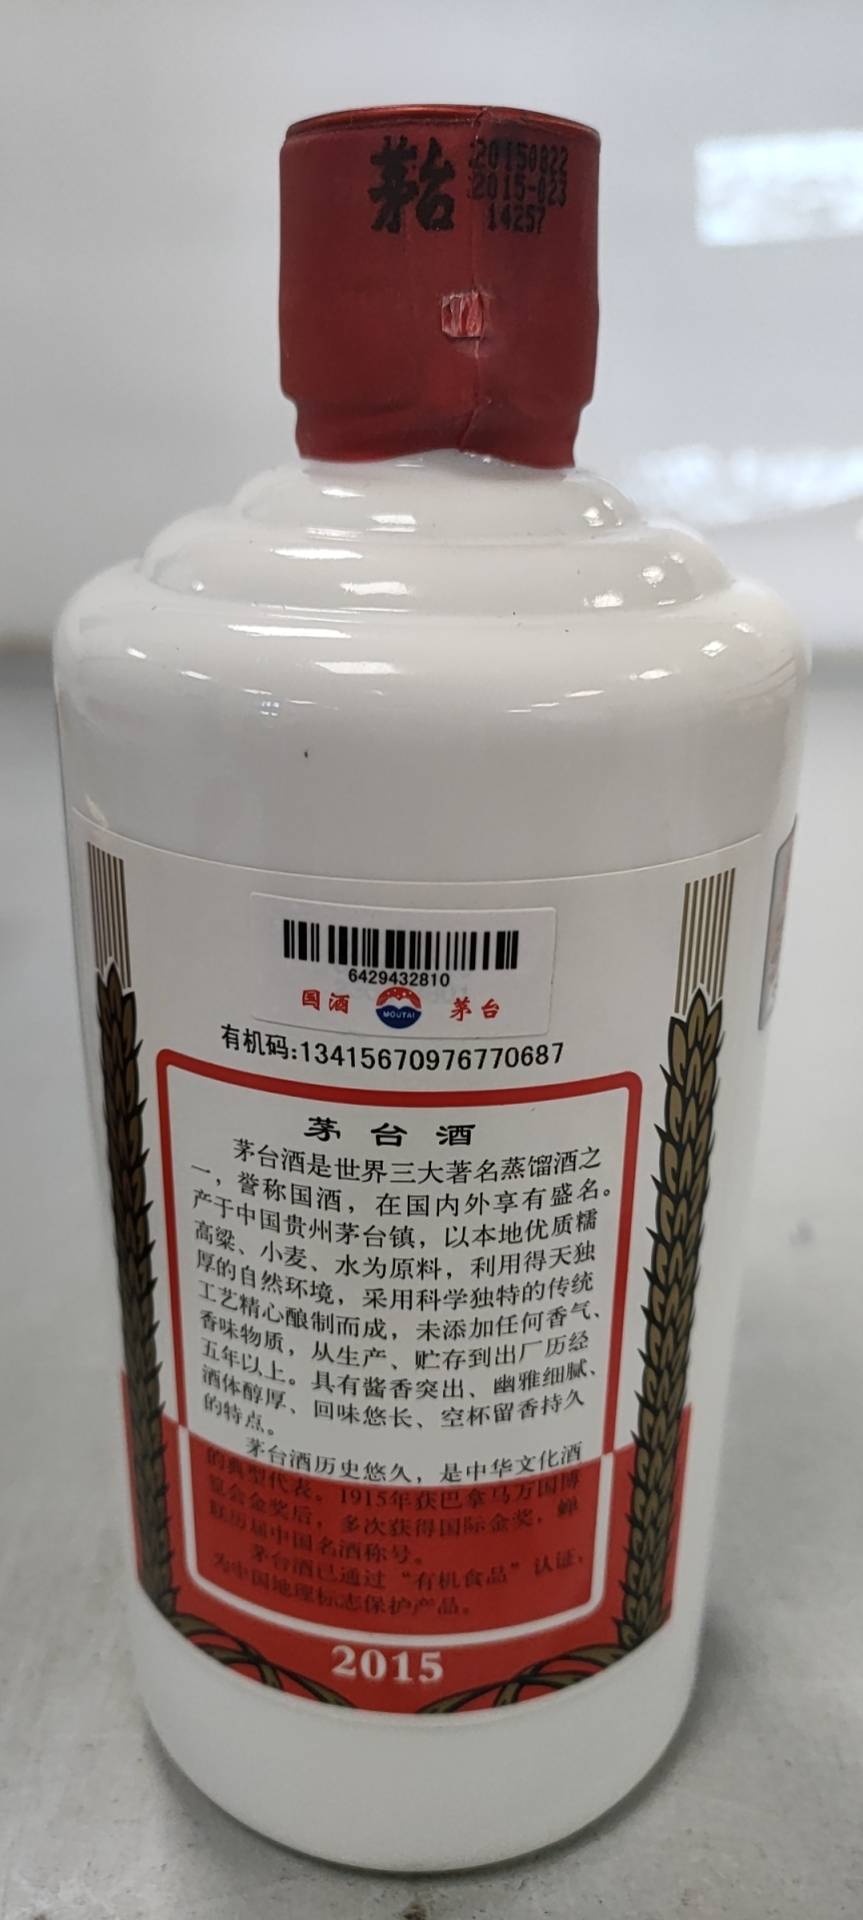 茅台
20150822
2015-023
14257
6429432810
国酒 MOUTAI 茅台
有机码:13415670976770687
茅台酒
茅台酒是世界三大著名蒸馏酒之
一，誉称国酒，在国内外享有盛名。
产于中国贵州茅台镇，以本地优质糯
高粱、小麦、水为原料，利用得天独
厚的自然环境，采用科学独特的传统
工艺精心酿制而成，未添加任何香气、
香味物质，从生产、贮存到出厂历经
五年以上。具有酱香突出、幽雅细腻、
酒体醇厚、回味悠长、空杯留香持久
的特点。
茅台酒历史悠久，是中华文化酒
的典型代表。1915年获巴拿马万国博
览会金奖后，多次获得国际金奖，蝉
联历届中国名酒称号。
茅台酒已通过“有机食品”认证，
为中国地理标志保护产品。
2015